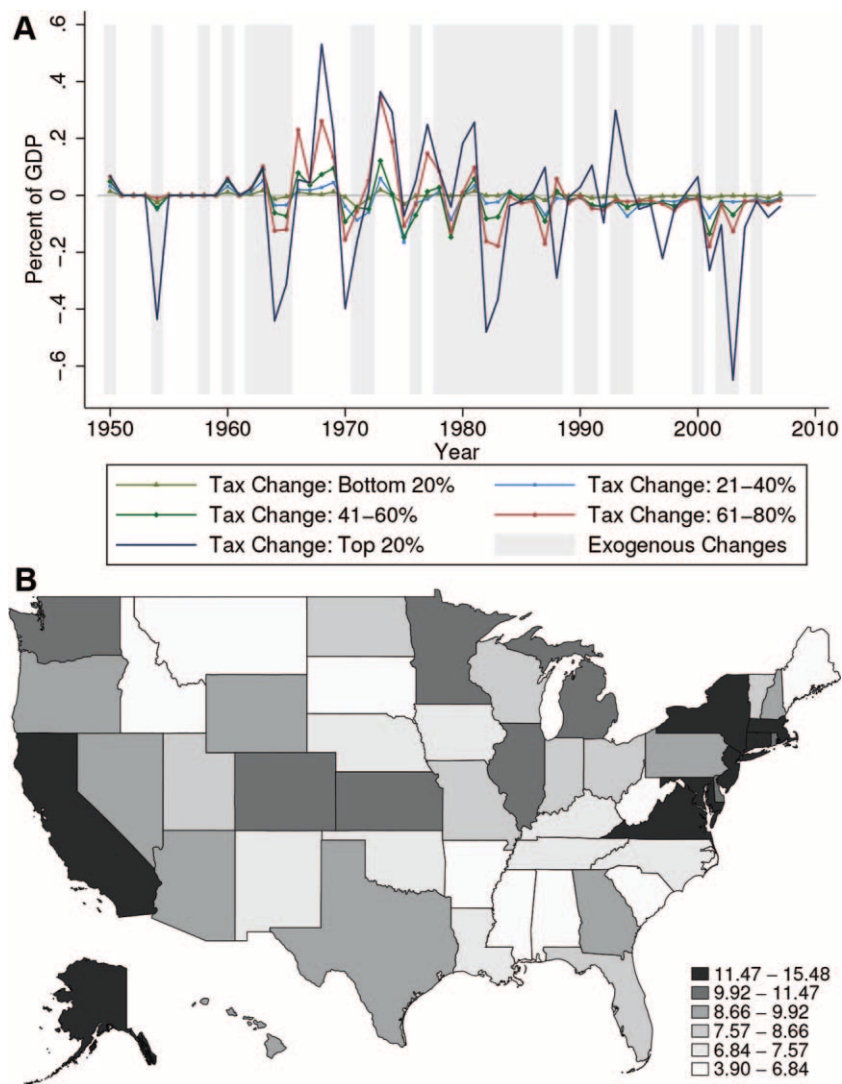 A
Percent of GDP
.6
.4
.2
0
-.2
-.4
-.6
1950 1960 1970 1980 1990 2000 2010
Year
Tax Change: Bottom 20% Tax Change: 21-40%
Tax Change: 41-60% Tax Change: 61-80%
Tax Change: Top 20% Exogenous Changes
B
11.47 - 15.48
9.92 - 11.47
8.66 - 9.92
7.57 - 8.66
6.84 - 7.57
3.90 - 6.84